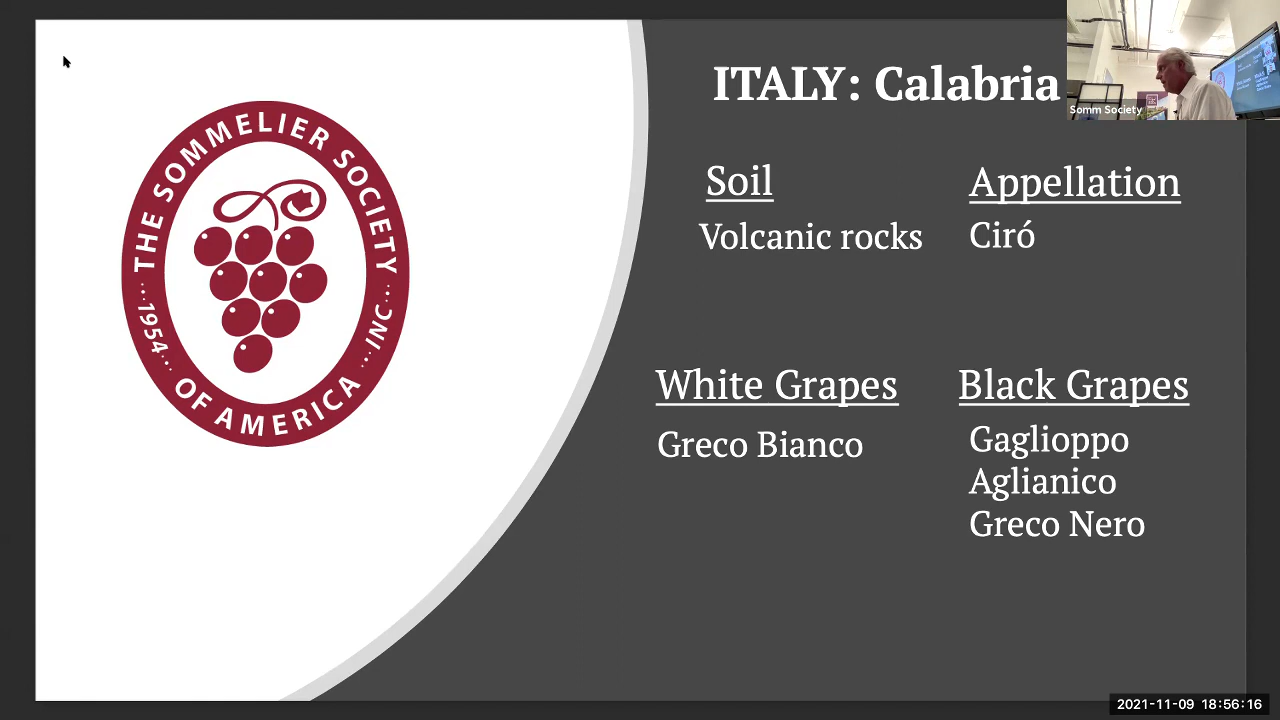 THE SOMMELIER SOCIETY
OF AMERICA
...1954...
...INC...
ITALY: Calabria
Somm Society
Soil
Volcanic rocks
Appellation
Ciró
White Grapes
Greco Bianco
Black Grapes
Gaglioppo
Aglianico
Greco Nero
2021-11-09 18:56:16